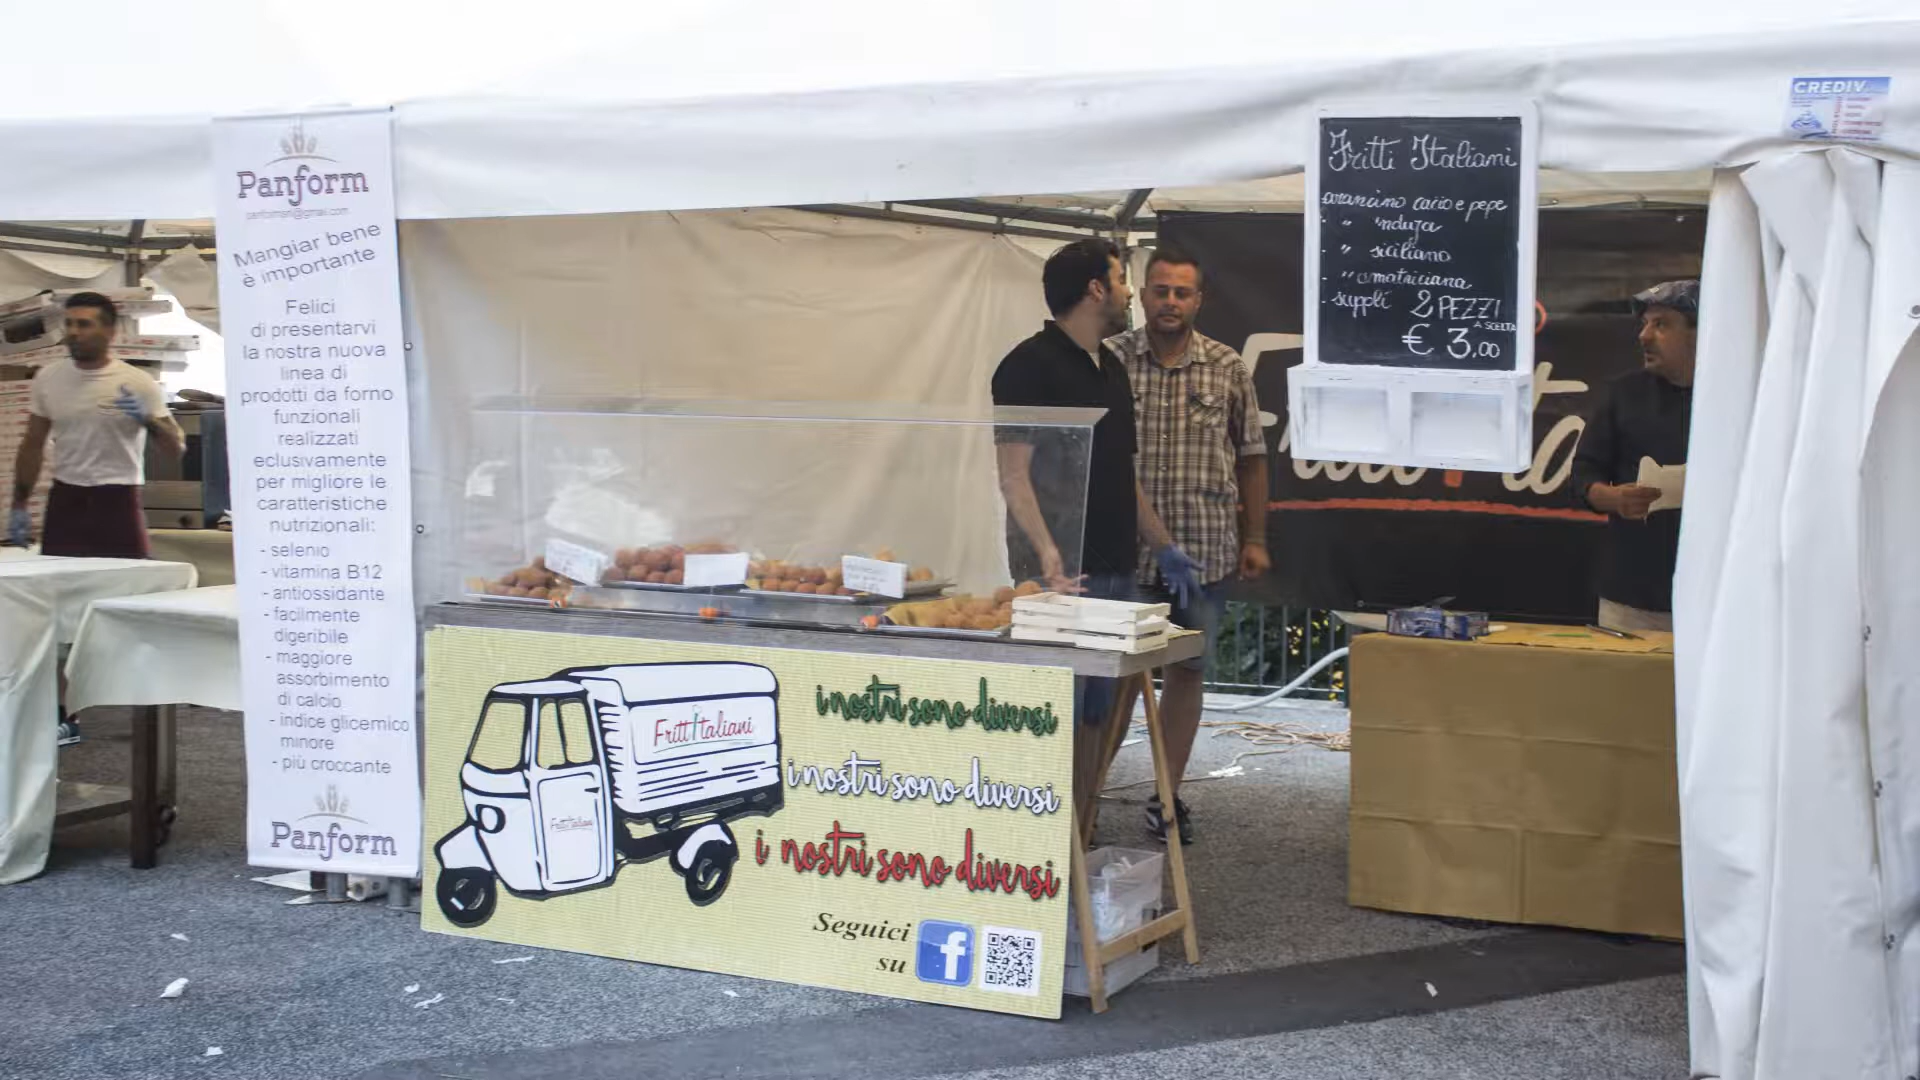 Panform
Mangiar bene
è importante
Felici
di presentarvi
la nostra nuova
linea di
prodotti da forno
funzionali
realizzati
eclusivamente
per migliore le
caratteristiche
nutrizionali:
- selenio
- vitamina B12
- antiossidante
- facilmente
digeribile
- maggiore
assorbimento
di calcio
- indice glicemico
minore
- più croccante
Panform
FrittItaliani
FrittItaliani
i nostri sono diversi
i nostri sono diversi
i nostri sono diversi
Seguici
su
f
Fritti Italiani
arancino cacio e pepe
- " 'nduja
- " siciliano
- " amatriciana
- supplì 2 PEZZI
A SCELTA
€ 3,00
CREDIV